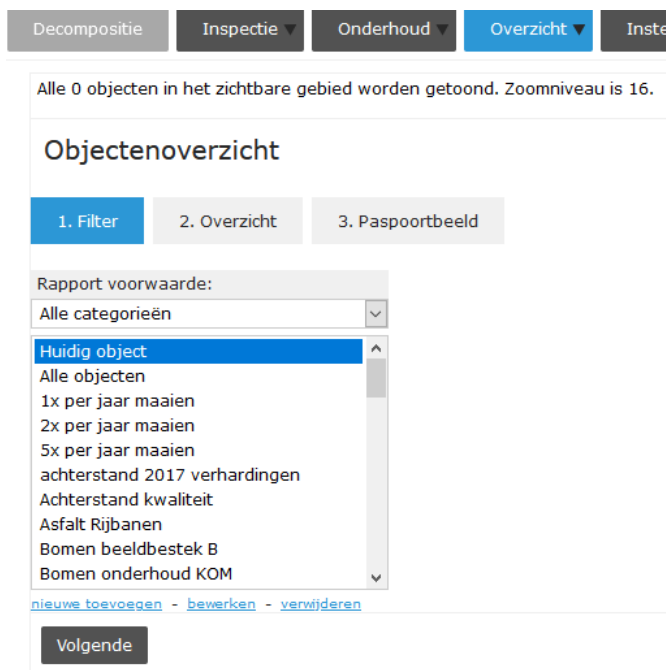 Decompositie Inspectie ▼ Onderhoud ▼ Overzicht ▼
Alle 0 objecten in het zichtbare gebied worden getoond. Zoomniveau is 16.
Objectenoverzicht
1. Filter 2. Overzicht 3. Paspoortbeeld
Rapport voorwaarde:
Alle categorieën
Huidig object
Alle objecten
1x per jaar maaien
2x per jaar maaien
5x per jaar maaien
achterstand 2017 verhardingen
Achterstand kwaliteit
Asfalt Rijbanen
Bomen beeldbestek B
Bomen onderhoud KOM
nieuwe toevoegen - bewerken - verwijderen
Volgende